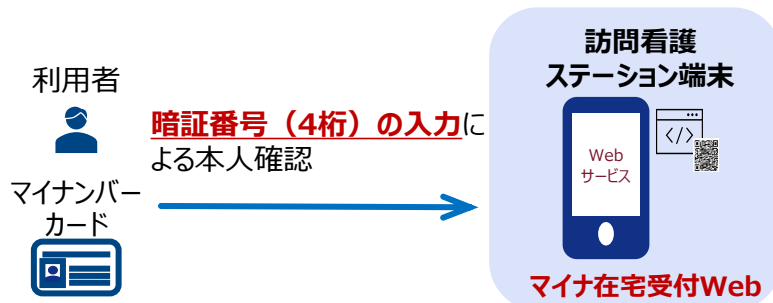 利用者
マイナンバー
カード
暗証番号（4桁）の入力に
よる本人確認
訪問看護
ステーション端末
</>
Web
サービス
マイナ在宅受付Web